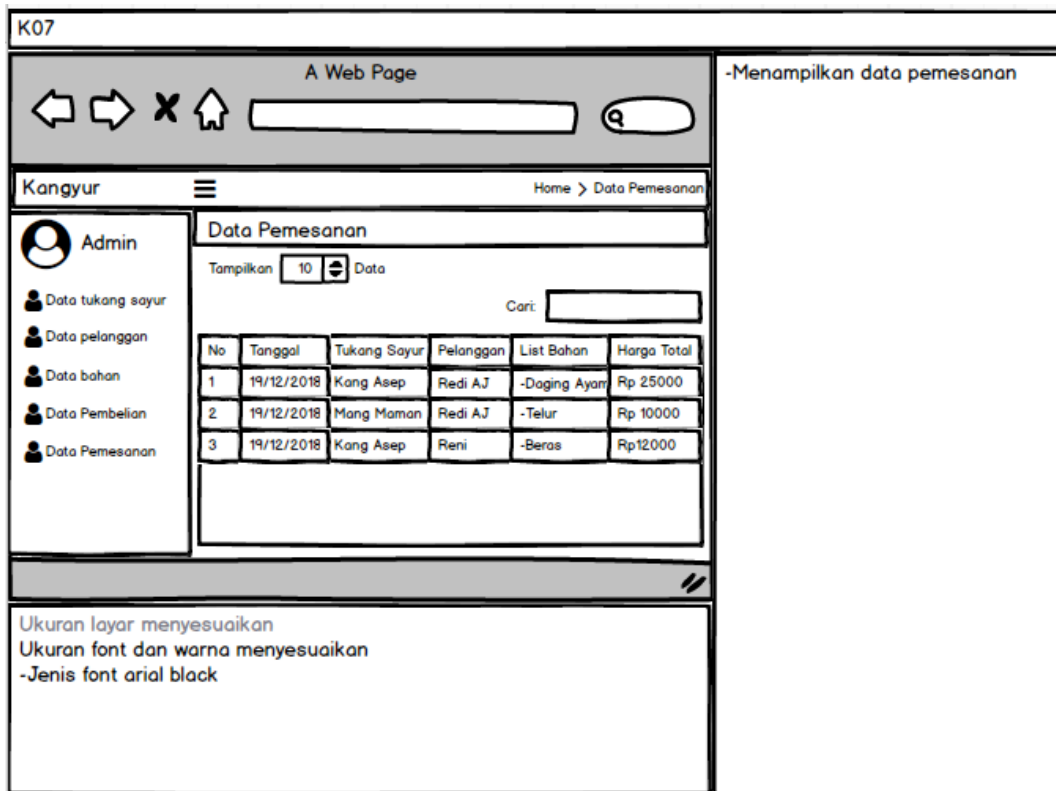 K07
A Web Page
-Menampilkan data pemesanan
Kangyur
Home > Data Pemesanan
Admin
Data tukang sayur
Data pelanggan
Data bahan
Data Pembelian
Data Pemesanan
Data Pemesanan
Tampilkan 10 Data
Cari:
No Tanggal Tukang Sayur Pelanggan List Bahan Harga Total
1 19/12/2018 Kang Asep Redi AJ -Daging Ayam Rp 25000
2 19/12/2018 Mang Maman Redi AJ -Telur Rp 10000
3 19/12/2018 Kang Asep Reni -Beras Rp12000
Ukuran layar menyesuaikan
Ukuran font dan warna menyesuaikan
-Jenis font arial black